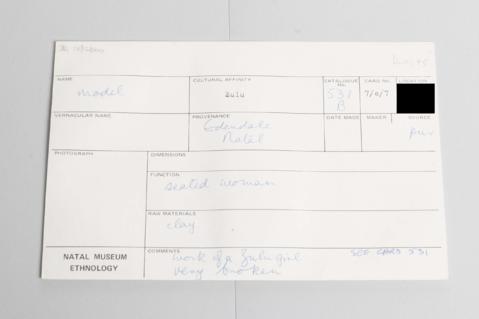 NAME
model
CULTURAL AFFINITY
Zulu
CATALOGUE No.
531
B
CARD No.
7/0/7
LOCATION
VERNACULAR NAME
PROVENANCE
Edendale
Natal
DATE MADE
MAKER
SOURCE
pur
PHOTOGRAPH
DIMENSIONS
FUNCTION
seated woman
RAW MATERIALS
clay
NATAL MUSEUM
ETHNOLOGY
COMMENTS
work of a Zulu girl
very broken
SEE CARD 531